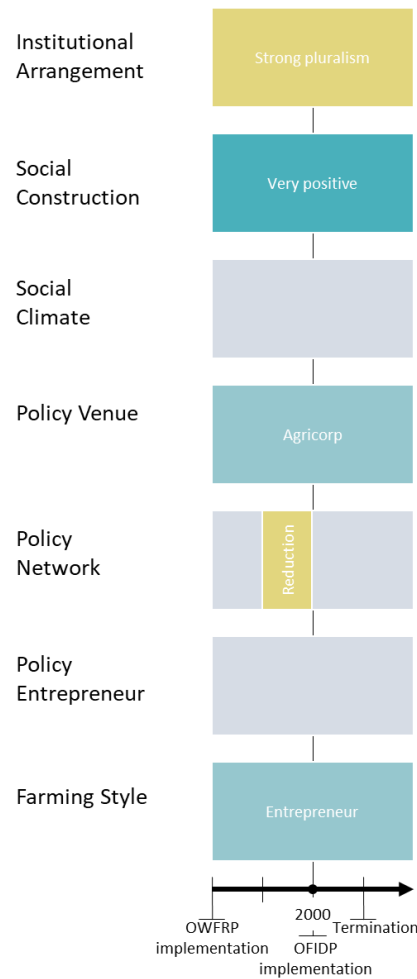 Institutional
Arrangement
Strong pluralism
Social
Construction
Very positive
Social
Climate
Policy Venue
Agricorp
Policy
Network
Reduction
Policy
Entrepreneur
Farming Style
Entrepreneur
2000
OWFRP
implementation
OFIDP
implementation
Termination